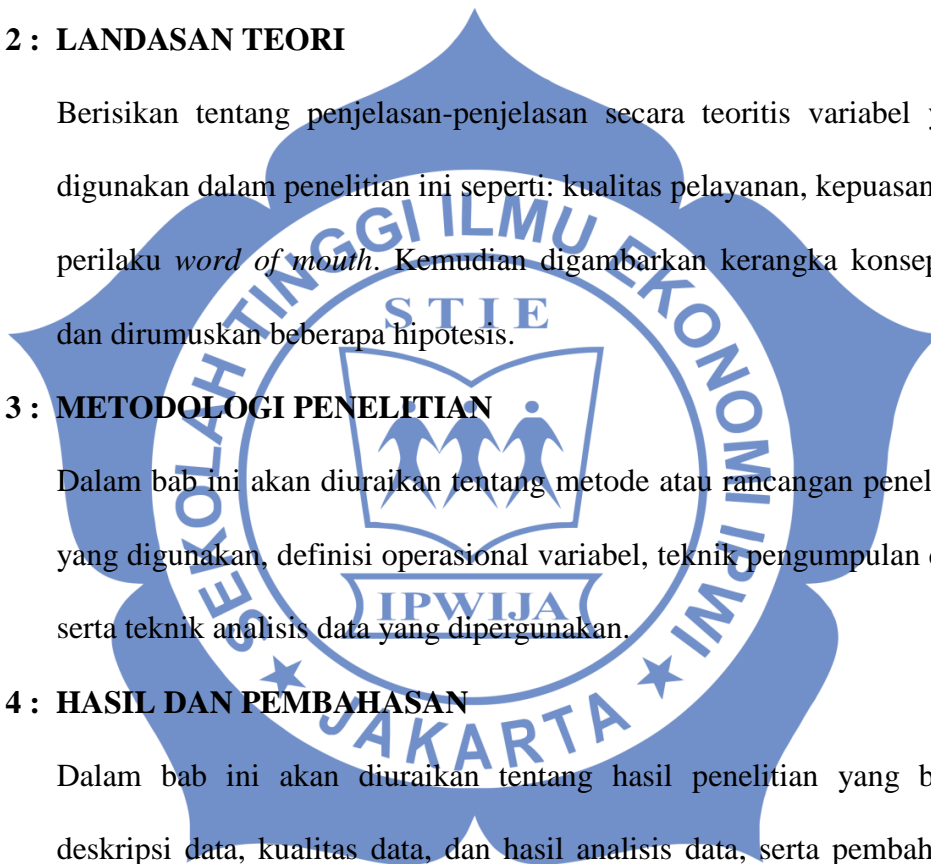 2 : LANDASAN TEORI
Berisikan tentang penjelasan-penjelasan secara teoritis variabel
digunakan dalam penelitian ini seperti: kualitas pelayanan, kepuasan
perilaku word of mouth. Kemudian digambarkan kerangka konsep
dan dirumuskan beberapa hipotesis.
3 : METODOLOGI PENELITIAN
Dalam bab ini akan diuraikan tentang metode atau rancangan penel
yang digunakan, definisi operasional variabel, teknik pengumpulan
serta teknik analisis data yang dipergunakan.
4 : HASIL DAN PEMBAHASAN
Dalam bab ini akan diuraikan tentang hasil penelitian yang b
deskripsi data, kualitas data, dan hasil analisis data, serta pembah
SEKOLAH TINGGI ILMU EKONOMI IPWI
STIE
IPWIJA
★ JAKARTA ★